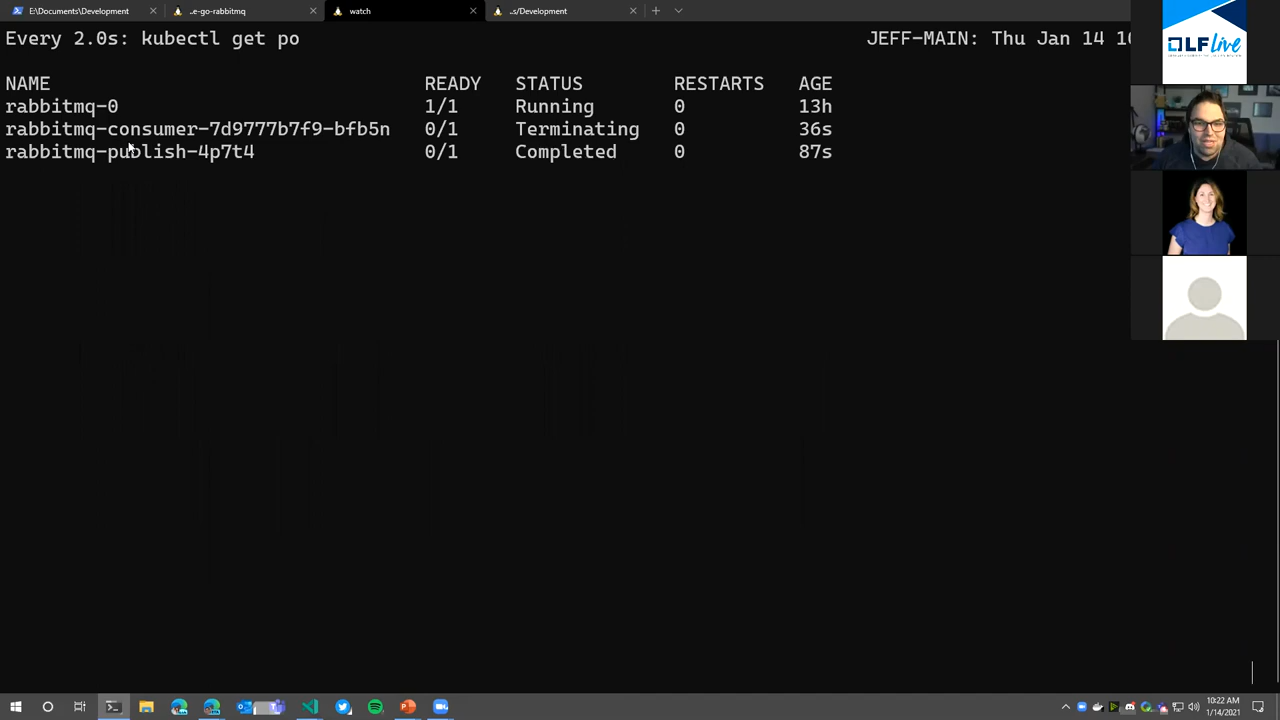 E:\Documents\Development
..e-go-rabbitmq
watch
..s/Development
Every 2.0s: kubectl get po
JEFF-MAIN: Thu Jan 14 10
NAME READY STATUS RESTARTS AGE
rabbitmq-0 1/1 Running 0 13h
rabbitmq-consumer-7d9777b7f9-bfb5n 0/1 Terminating 0 36s
rabbitmq-publish-4p7t4 0/1 Completed 0 87s
LF Live
10:22 AM
1/14/2021